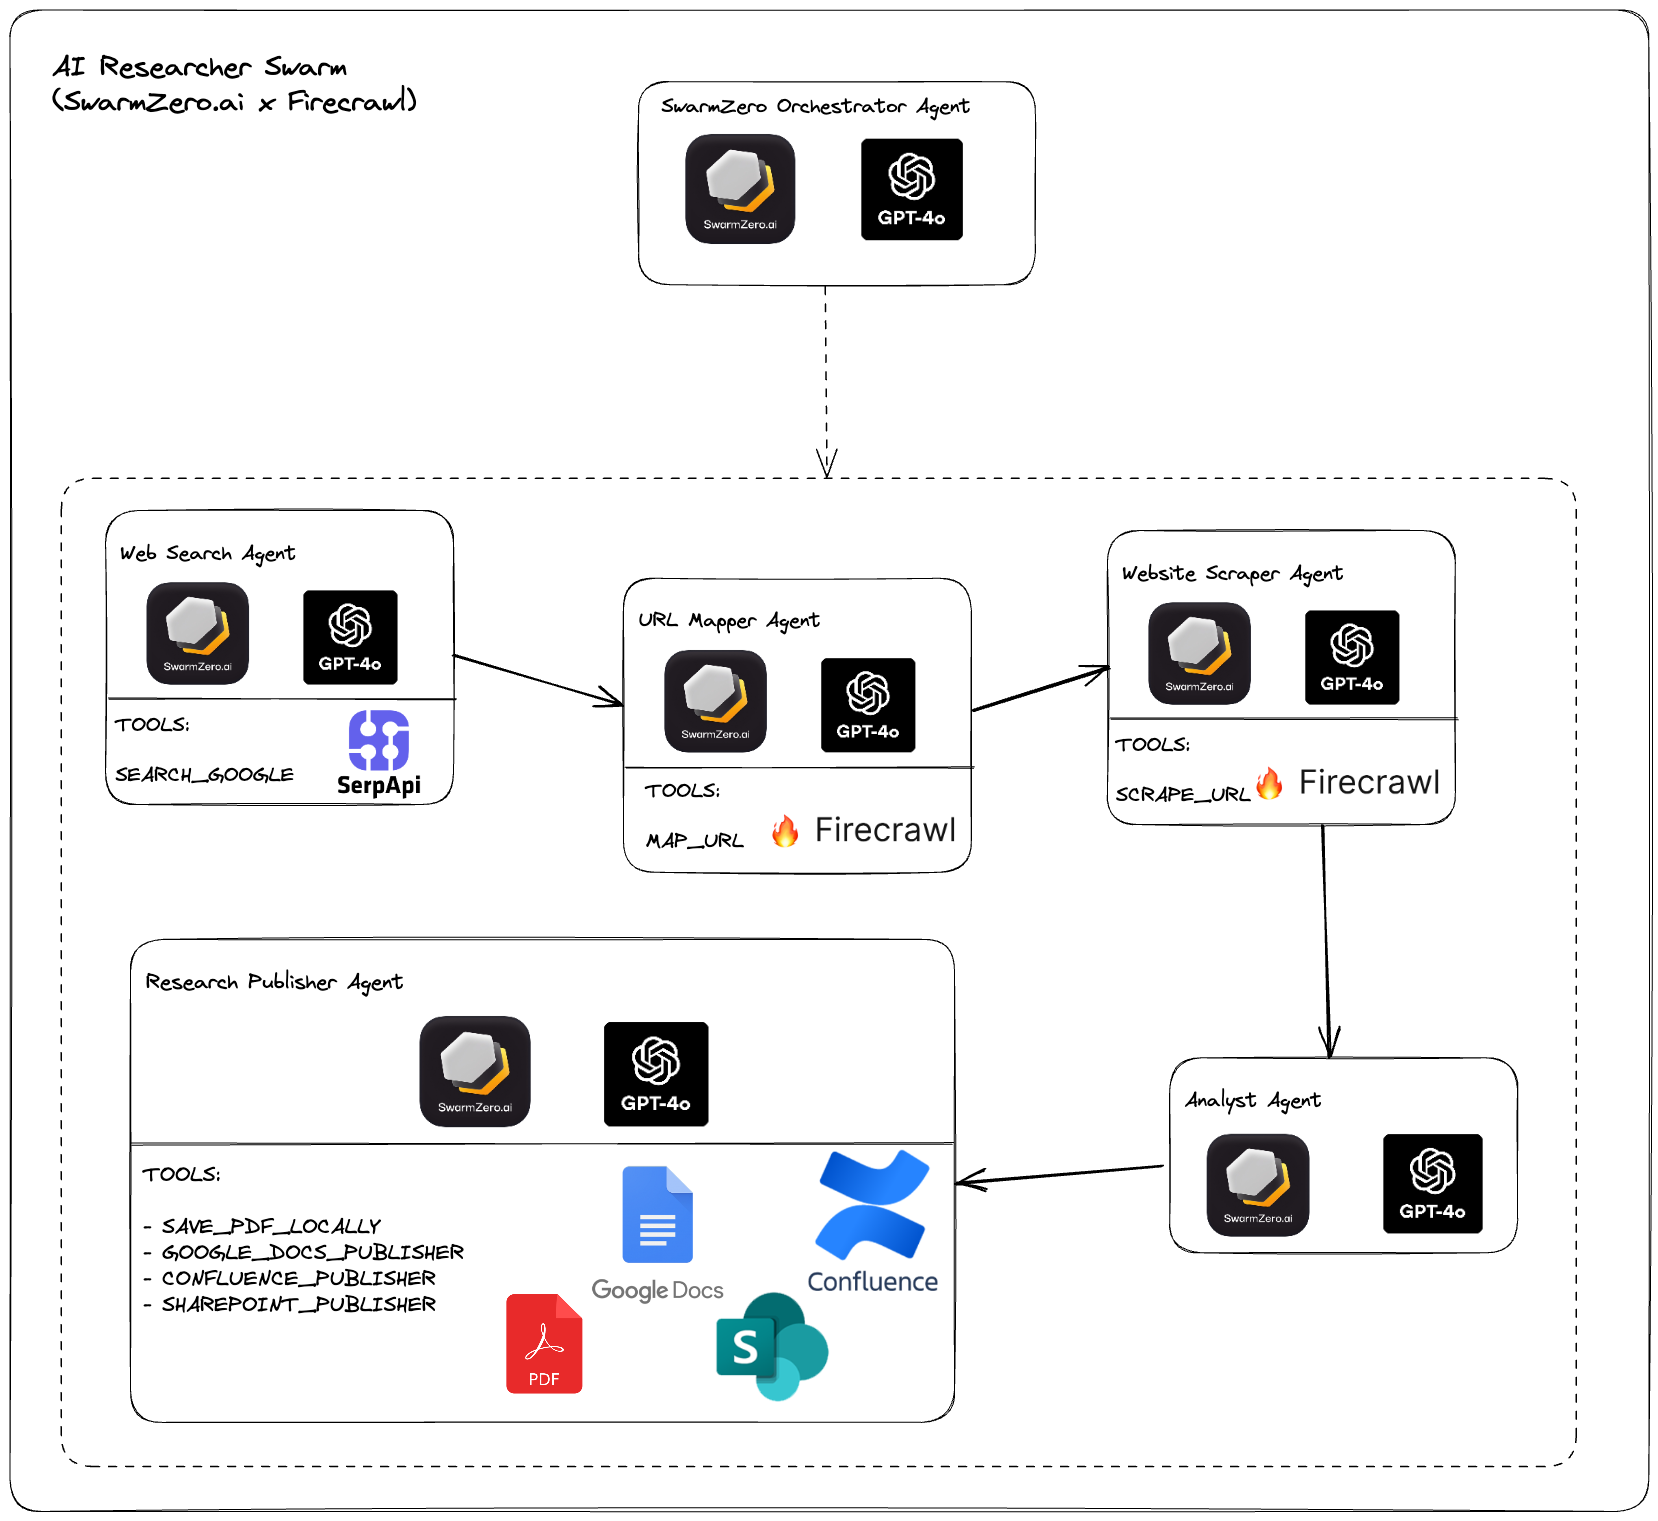 AI Researcher Swarm
(SwarmZero.ai x Firecrawl)
SwarmZero Orchestrator Agent
SwarmZero.ai
GPT-4o
Web Search Agent
SwarmZero.ai
GPT-4o
TOOLS:
SEARCH_GOOGLE
SerpApi
URL Mapper Agent
SwarmZero.ai
GPT-4o
TOOLS:
MAP_URL
Firecrawl
Website Scraper Agent
SwarmZero.ai
GPT-4o
TOOLS:
SCRAPE_URL
Firecrawl
Analyst Agent
SwarmZero.ai
GPT-4o
Research Publisher Agent
SwarmZero.ai
GPT-4o
TOOLS:
- SAVE_PDF_LOCALLY
- GOOGLE_DOCS_PUBLISHER
- CONFLUENCE_PUBLISHER
- SHAREPOINT_PUBLISHER
Google Docs
Confluence
PDF
S